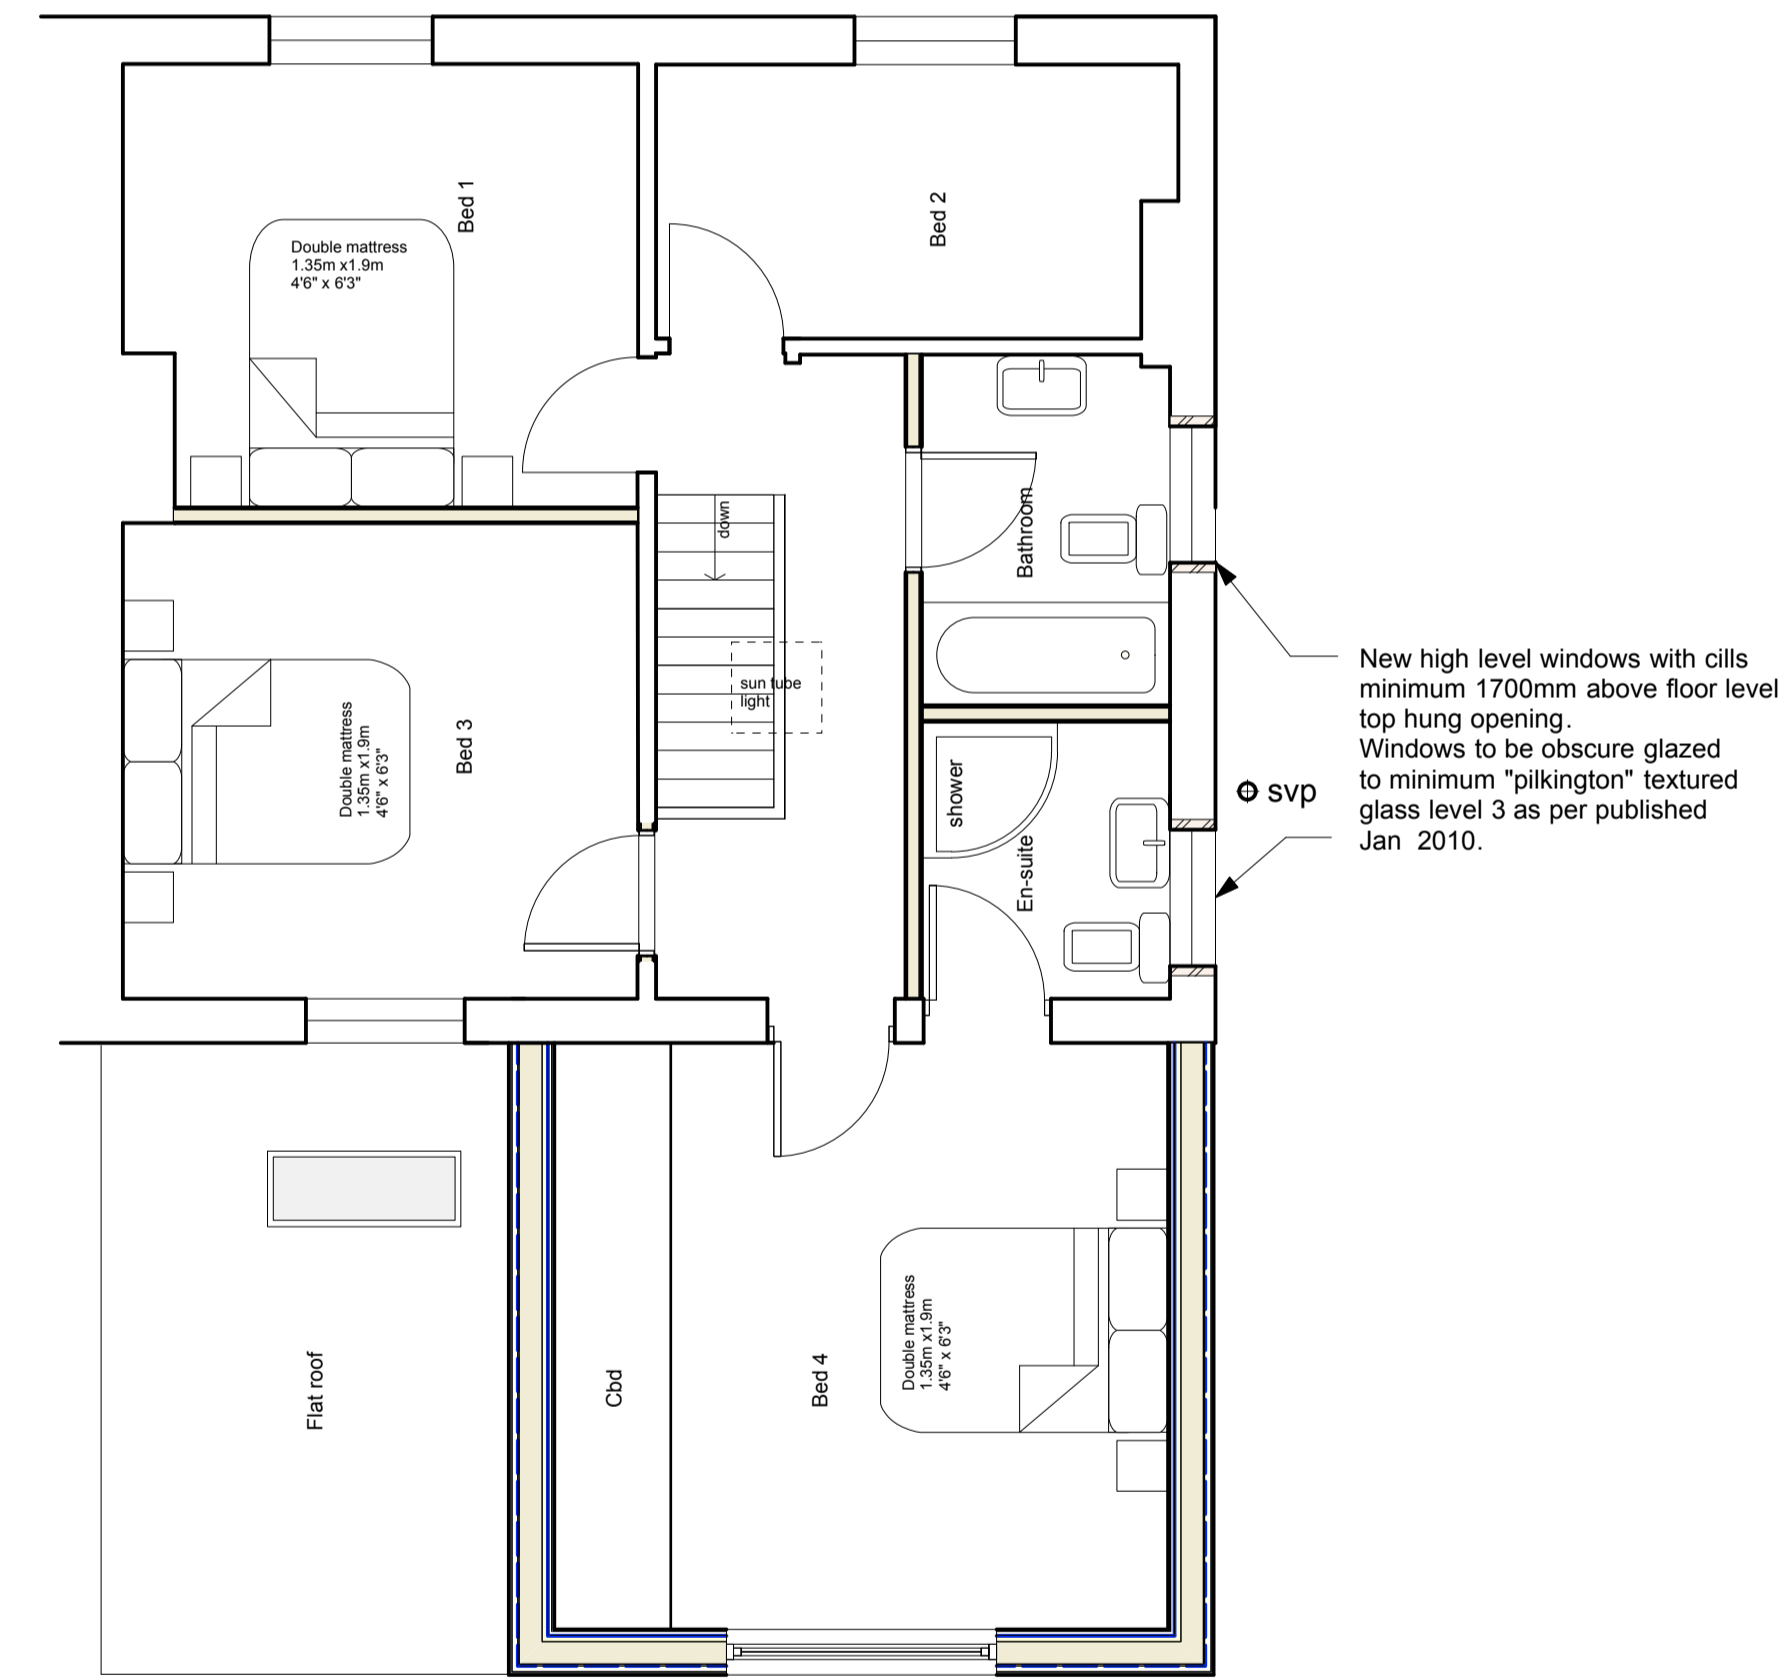 Bed 1
Double mattress
1.35m x1.9m
4'6" x 6'3"
Bed 2
down
Bathroom
sun tube
light
Bed 3
Double mattress
1.35m x1.9m
4'6" x 6'3"
shower
En-suite
svp
New high level windows with cills
minimum 1700mm above floor level
top hung opening.
Windows to be obscure glazed
to minimum "pilkington" textured
glass level 3 as per published
Jan 2010.
Flat roof
Cbd
Bed 4
Double mattress
1.35m x1.9m
4'6" x 6'3"